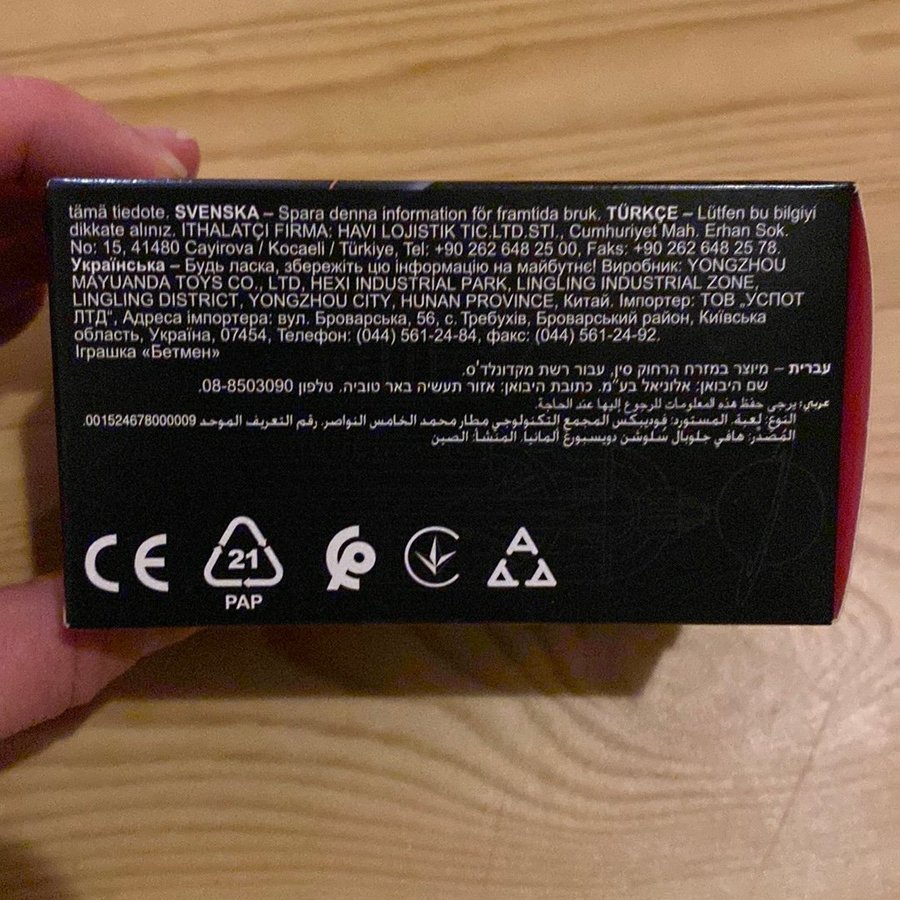 tämä tiedote. SVENSKA – Spara denna information för framtida bruk. TÜRKÇE – Lütfen bu bilgiyi
dikkate alınız. ITHALATÇI FİRMA: HAVI LOJISTIK TIC.LTD.STI., Cumhuriyet Mah. Erhan Sok.
No: 15, 41480 Cayirova / Kocaeli / Türkiye, Tel: +90 262 648 25 00, Faks: +90 262 648 25 78.
Українська – Будь ласка, збережіть цю інформацію на майбутнє! Виробник: YONGZHOU
MAYUANDA TOYS CO., LTD, HEXI INDUSTRIAL PARK, LINGLING INDUSTRIAL ZONE,
LINGLING DISTRICT, YONGZHOU CITY, HUNAN PROVINCE, Китай. Імпортер: ТОВ „УСПОТ
ЛТД“, Адреса імпортера: вул. Броварська, 56, с. Требухів, Броварський район, Київська
область, Україна, 07454, Телефон: (044) 561-24-84, факс: (044) 561-24-92.
Іграшка «Бетмен»
עברית – מיוצר במזרח הרחוק סין, עבור רשת מקדונלד'ס.
שם היבואן: אלוניאל בע"מ. כתובת היבואן: אזור תעשיה באר טוביה. טלפון 08-8503090.
عربي: يرجى حفظ هذه المعلومات للرجوع إليها عند الحاجة.
النوع: لعبة. المستورد: فوديبكس المجمع التكنولوجي مطار محمد الخامس النواصر. رقم التعريف الموحد 001524678000009.
المُصَدّر: هافي جلوبال سلوشن دويسبورغ ألمانيا. المنشأ: الصين
CE
21
PAP